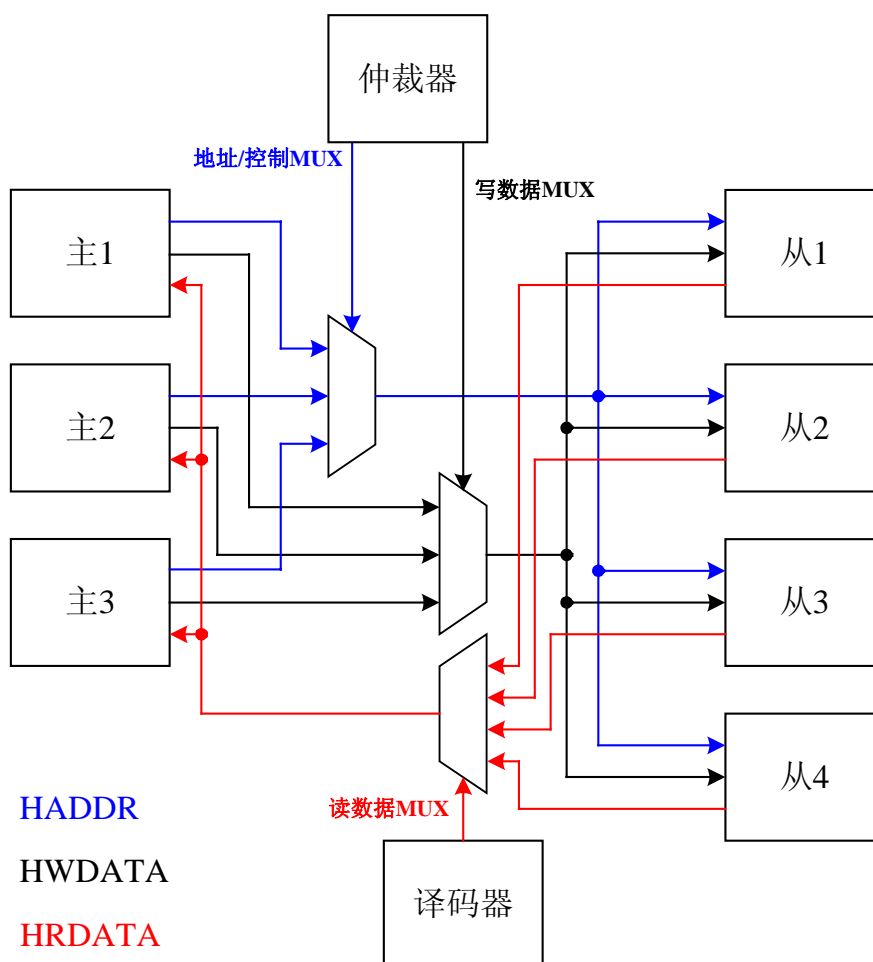 仲裁器
地址/控制MUX
写数据MUX
主1
从1
主2
从2
主3
从3
从4
读数据MUX
译码器
HADDR
HWDATA
HRDATA